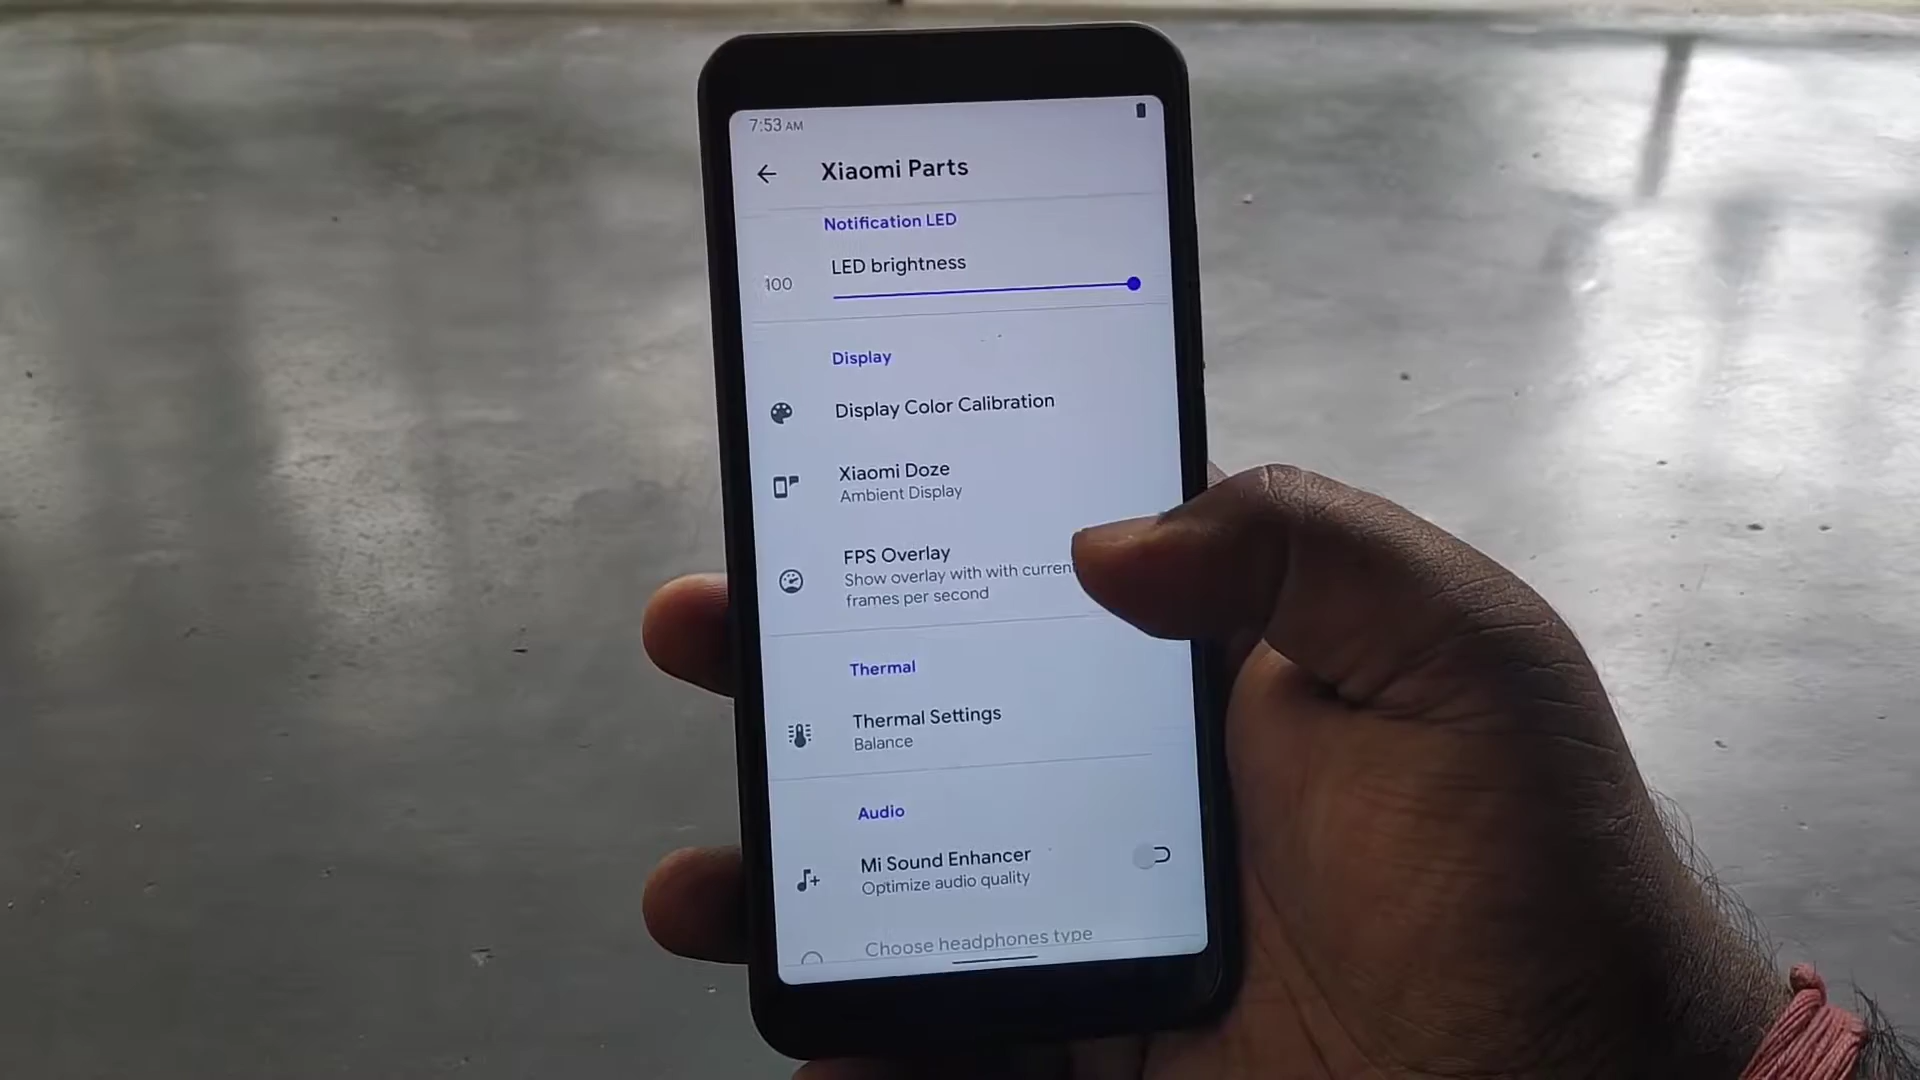 7:53 AM
Xiaomi Parts
Notification LED
LED brightness
100
Display
Display Color Calibration
Xiaomi Doze
Ambient Display
FPS Overlay
Show overlay with with current
frames per second
Thermal
Thermal Settings
Balance
Audio
Mi Sound Enhancer
Optimize audio quality
Choose headphones type